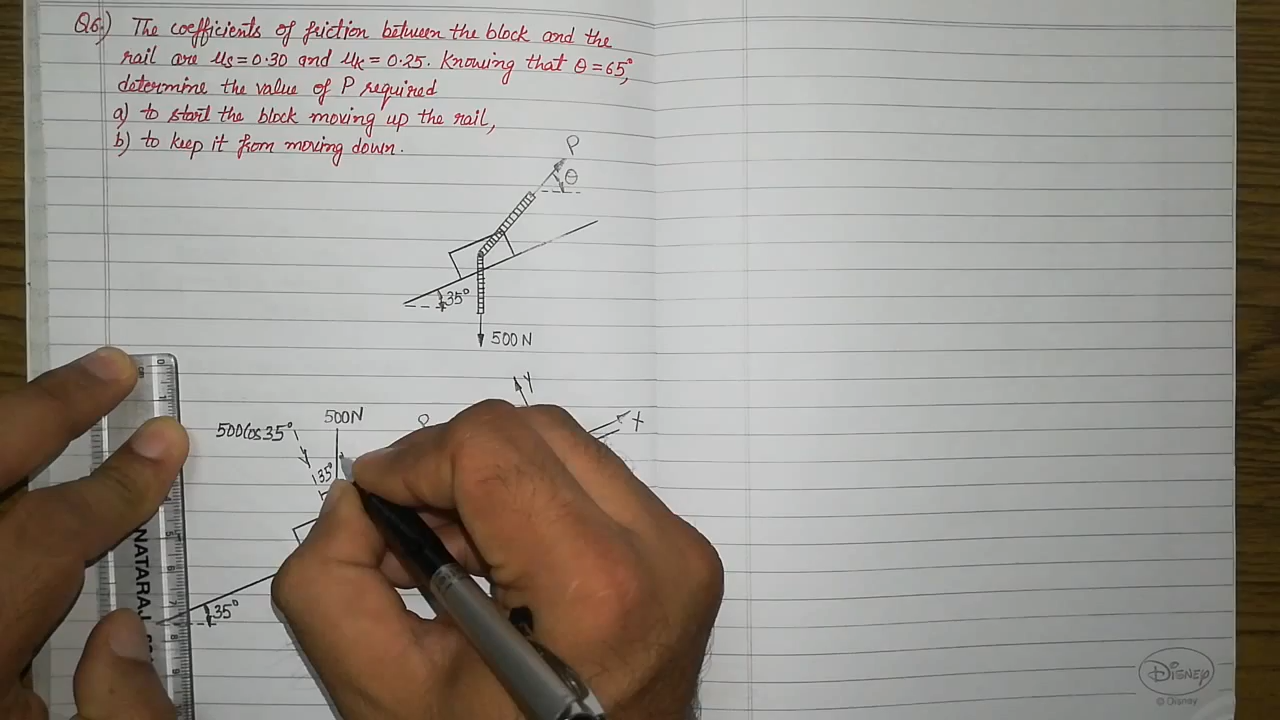 Q6.) The coefficients of friction between the block and the
rail are μs=0.30 and μk=0.25. Knowing that θ=65°,
determine the value of P required
a) to start the block moving up the rail,
b) to keep it from moving down.
P
θ
35°
500N
Y
500N
X
500Cos35°
35°
35°
NATARAJ
DISNEY
© Disney